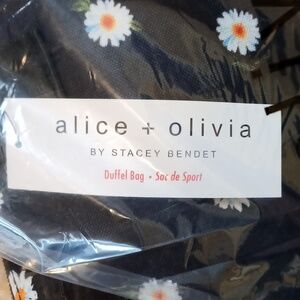 alice + olivia
BY STACEY BENDET
Duffel Bag • Sac de Sport